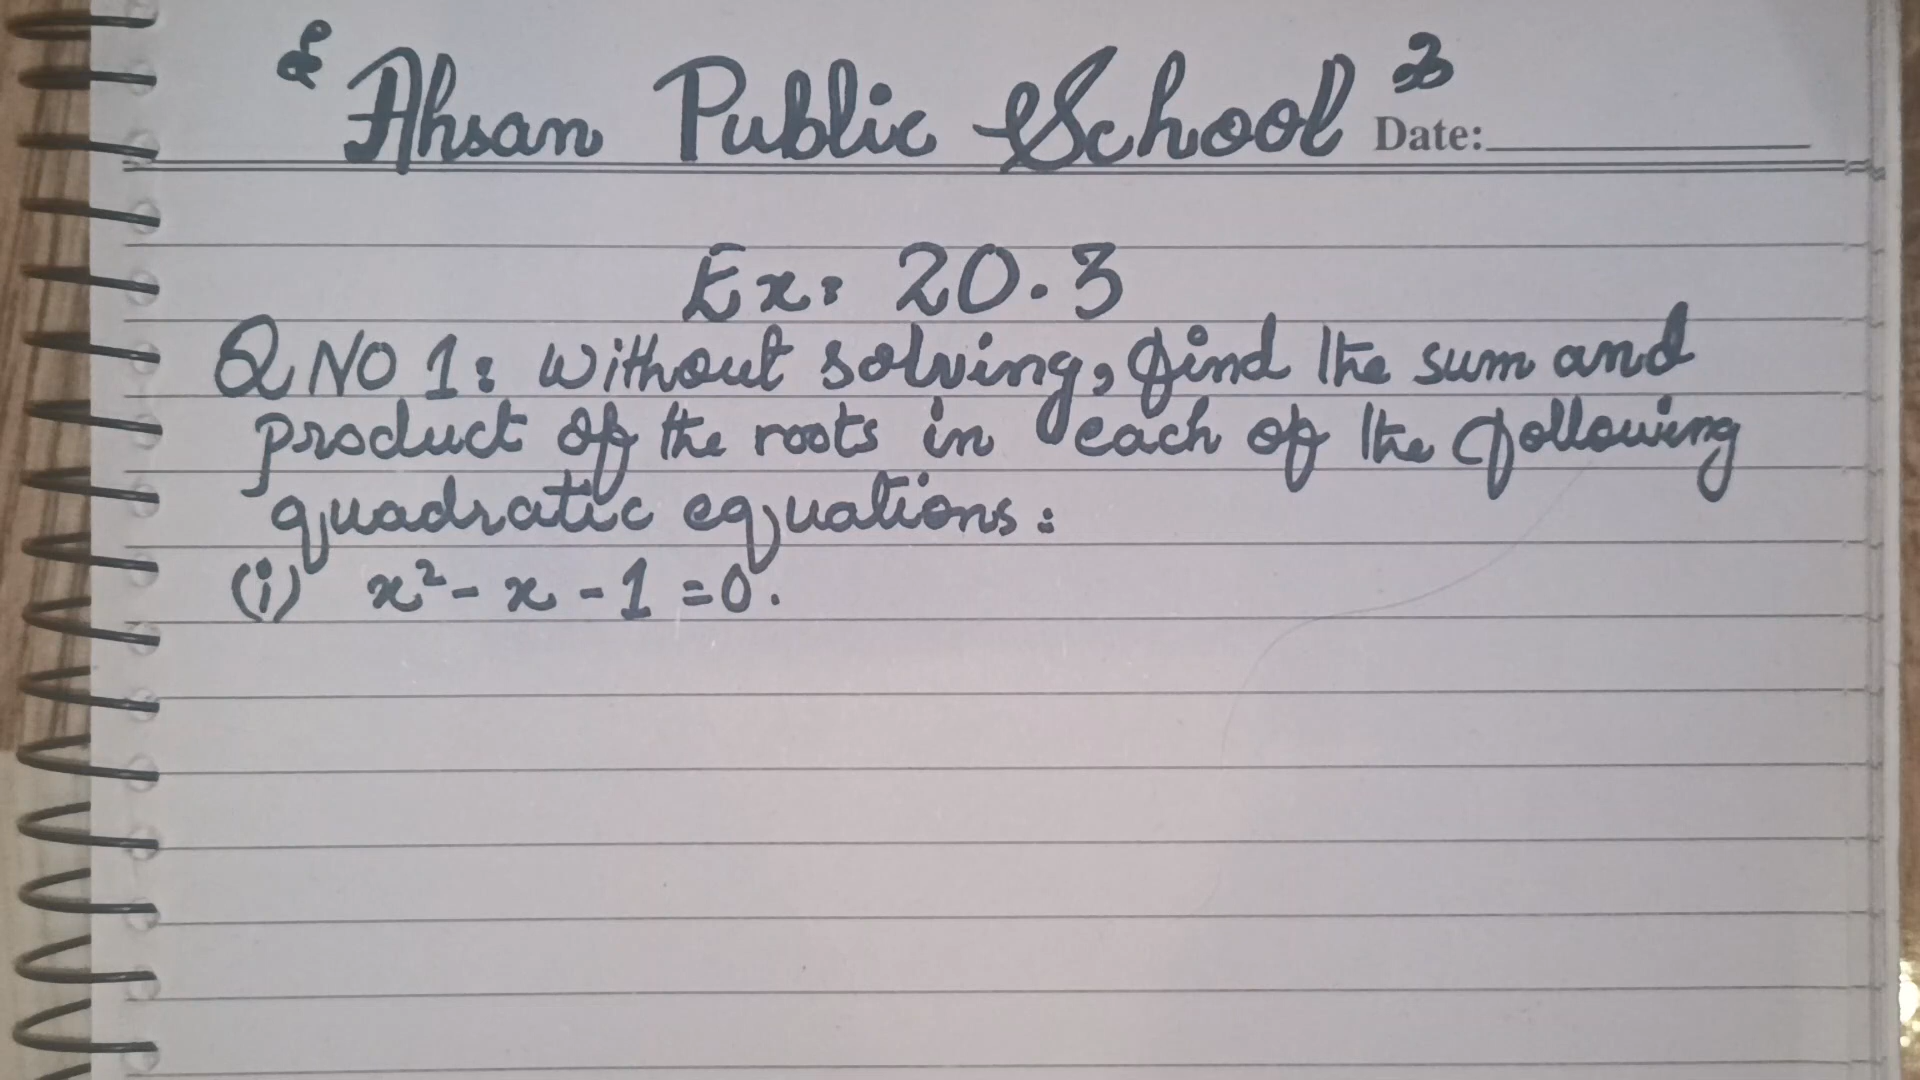 Ahsan Public School Date:
Ex: 20.3
Q NO 1: Without solving, find the sum and
product of the roots in each of the following
quadratic equations:
(i) x² - x - 1 = 0.